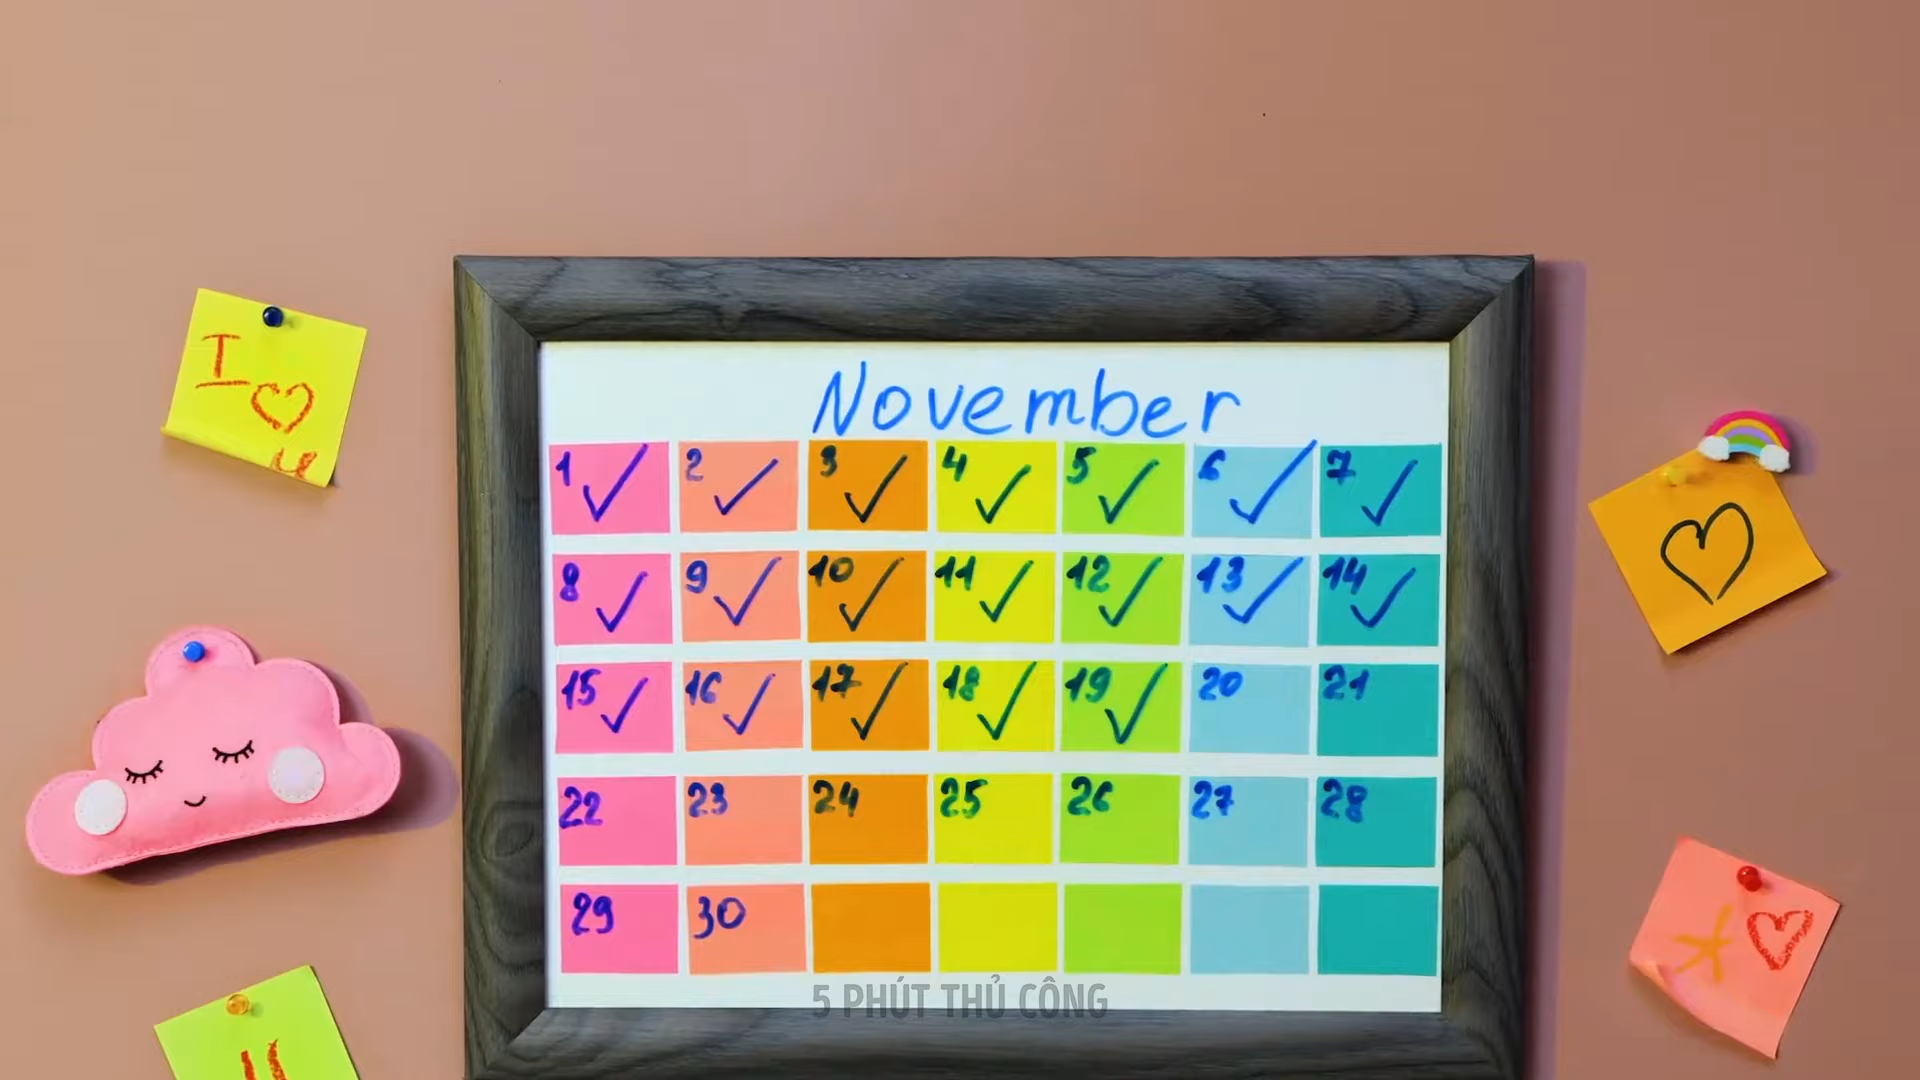 I
u
November
1 2 3 4 5 6 7
8 9 10 11 12 13 14
15 16 17 18 19 20 21
22 23 24 25 26 27 28
29 30
5 PHÚT THỦ CÔNG